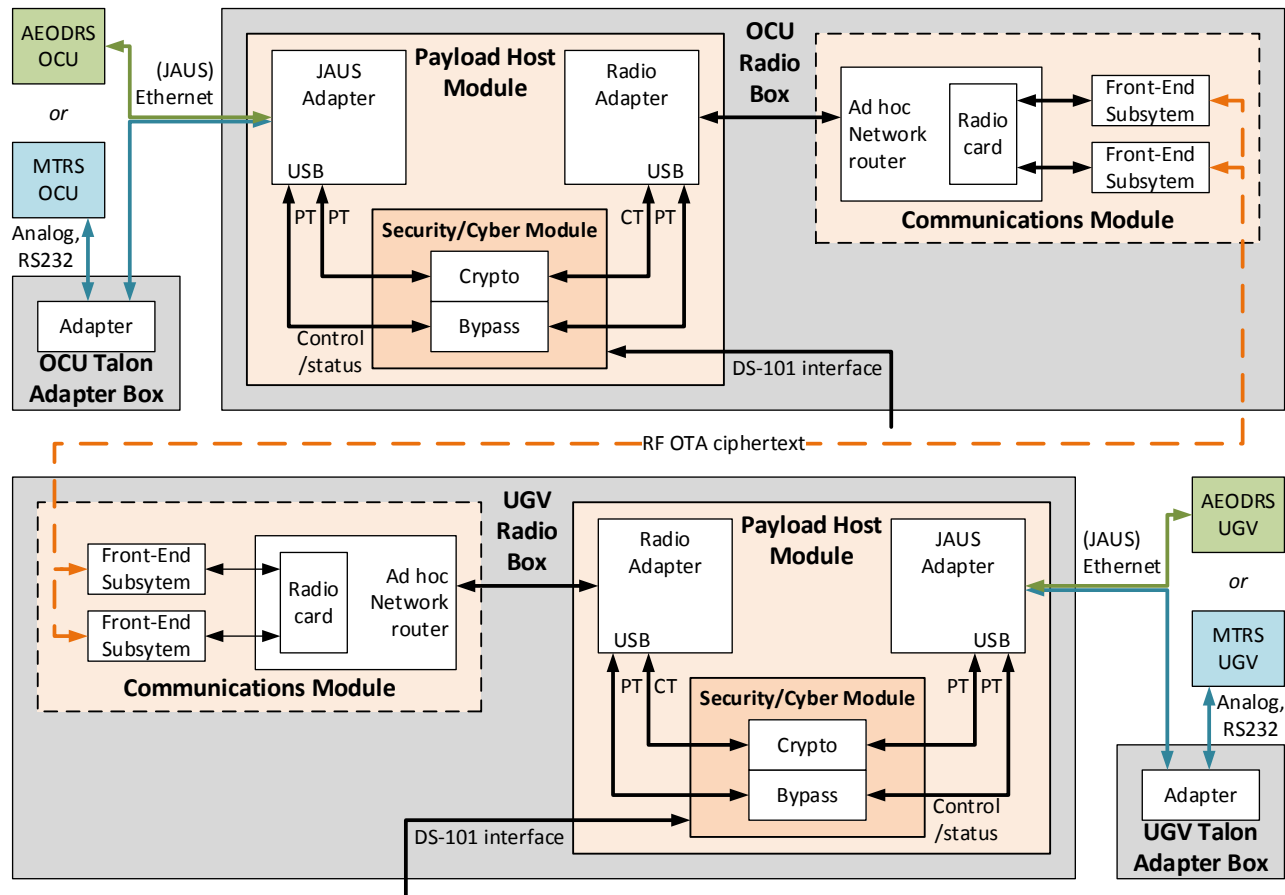 AEODRS
OCU
or
MTRS
OCU
Analog,
RS232
Adapter
OCU Talon
Adapter Box
(JAUS)
Ethernet
Payload Host
Module
JAUS
Adapter
USB
Radio
Adapter
USB
PT
PT
CT
PT
Security/Cyber Module
Crypto
Bypass
Control
/status
DS-101 interface
OCU
Radio
Box
Ad hoc
Network
router
Radio
card
Front-End
Subsytem
Front-End
Subsytem
Communications Module
RF OTA ciphertext
Front-End
Subsytem
Front-End
Subsytem
Radio
card
Ad hoc
Network
router
Communications Module
UGV
Radio
Box
Payload Host
Module
Radio
Adapter
USB
JAUS
Adapter
USB
PT
CT
PT
PT
Security/Cyber Module
Crypto
Bypass
Control
/status
DS-101 interface
(JAUS)
Ethernet
AEODRS
UGV
or
MTRS
UGV
Analog,
RS232
Adapter
UGV Talon
Adapter Box